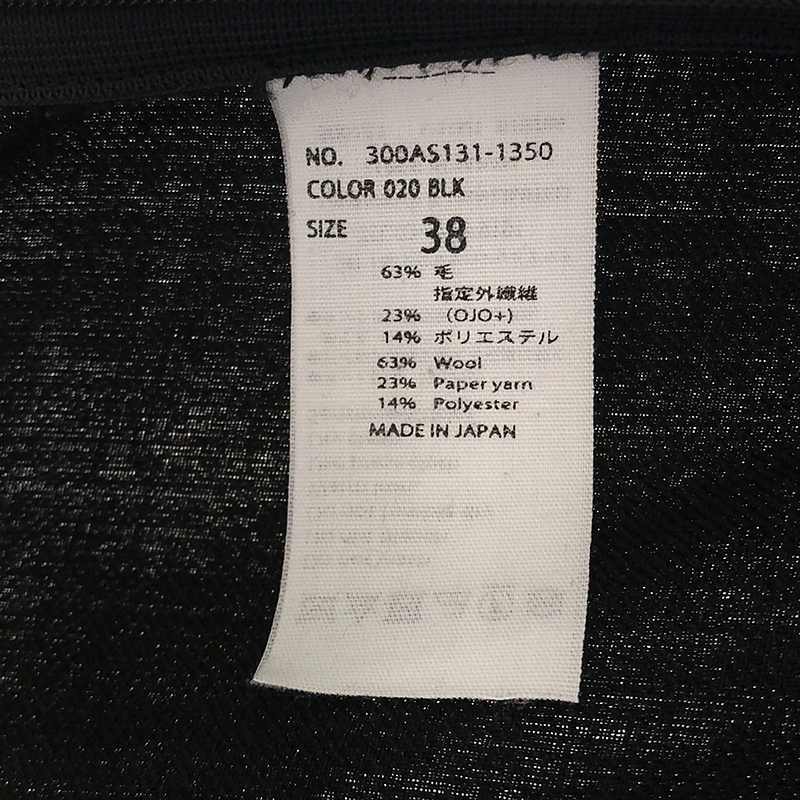 NO. 300AS131-1350
COLOR 020 BLK
SIZE 38
63% 毛
指定外繊維
23% (OJO+)
14% ポリエステル
63% Wool
23% Paper yarn
14% Polyester
MADE IN JAPAN